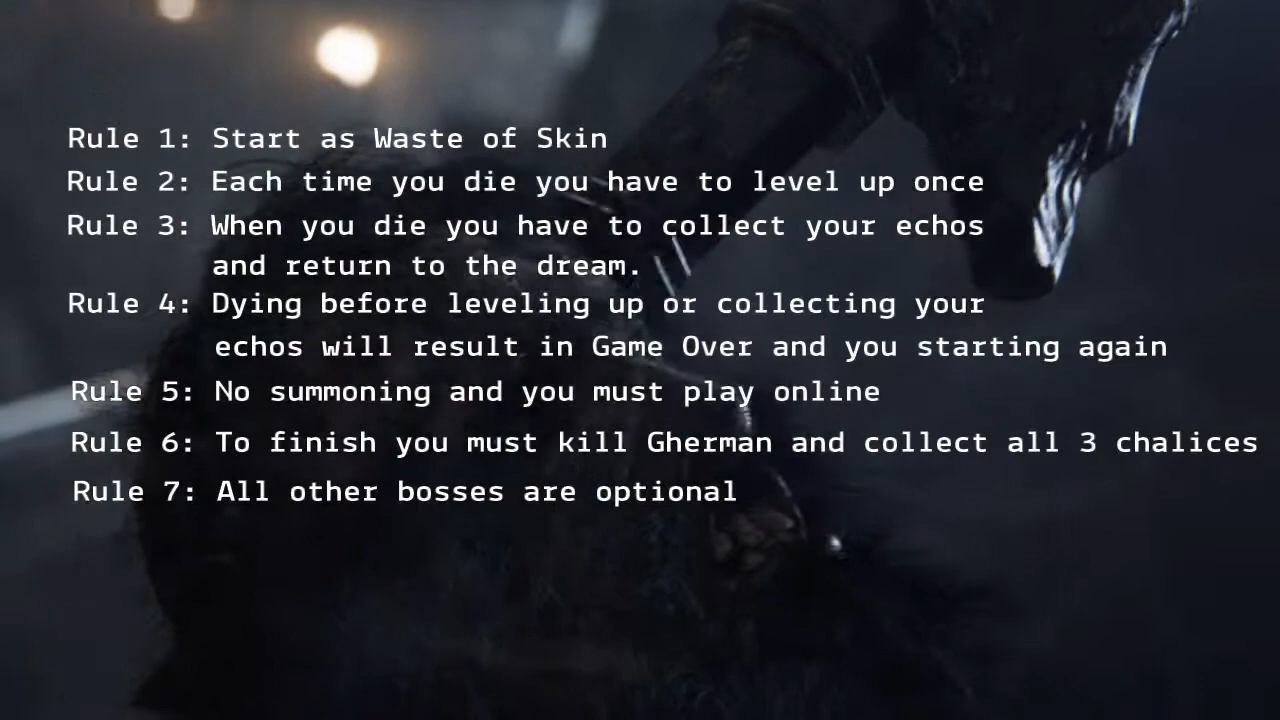 Rule 1: Start as Waste of Skin
Rule 2: Each time you die you have to level up once
Rule 3: When you die you have to collect your echos
and return to the dream.
Rule 4: Dying before leveling up or collecting your
echos will result in Game Over and you starting again
Rule 5: No summoning and you must play online
Rule 6: To finish you must kill Gherman and collect all 3 chalices
Rule 7: All other bosses are optional